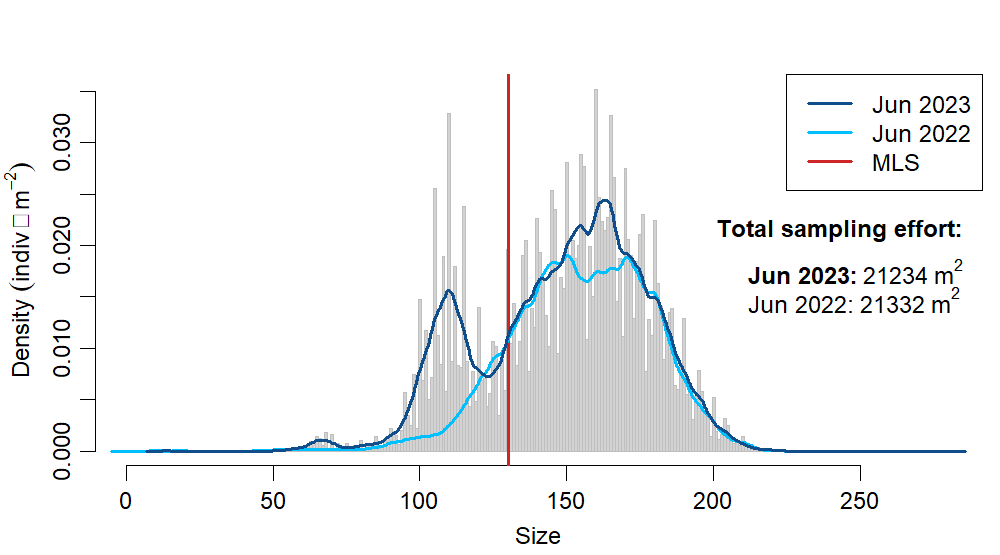 Jun 2023
Jun 2022
MLS
Total sampling effort:
Jun 2023: 21234 m²
Jun 2022: 21332 m²
Density (indiv□m⁻²)
0.030
0.020
0.010
0.000
0 50 100 150 200 250
Size